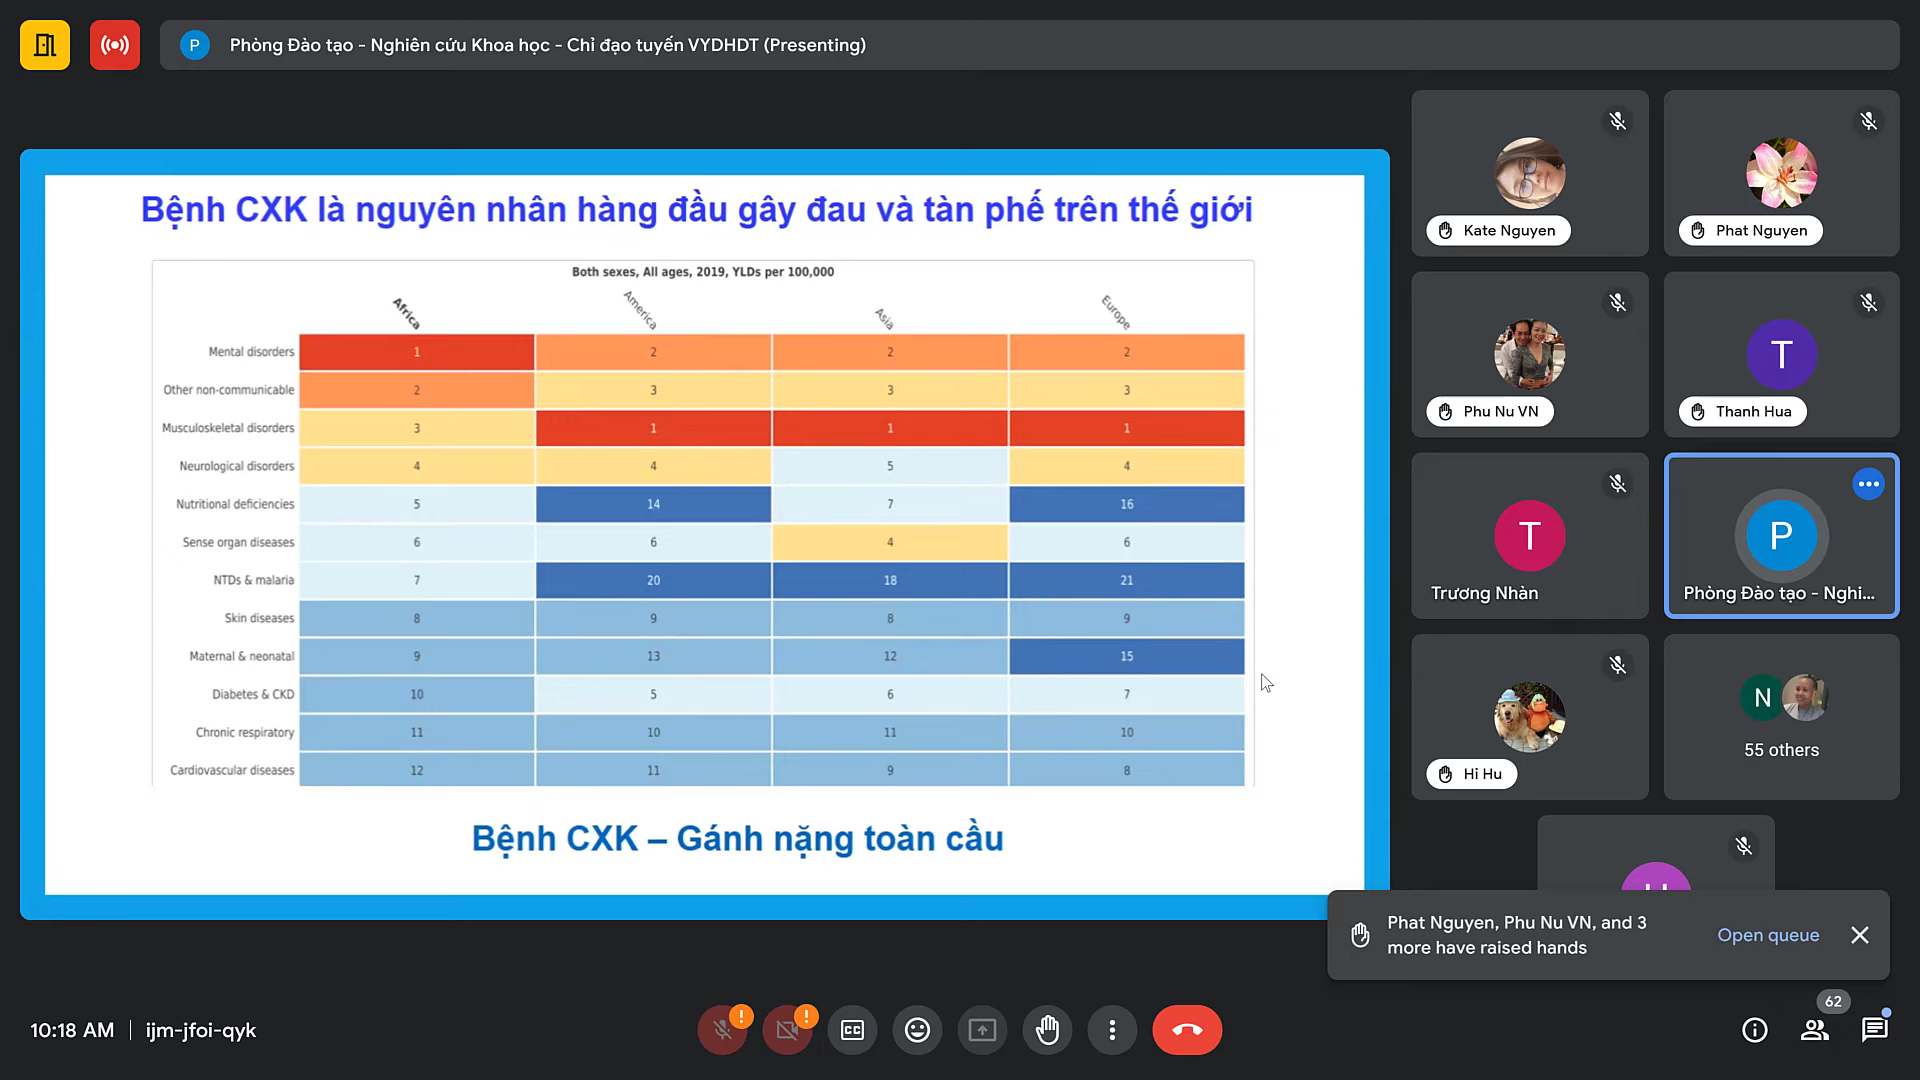 P Phòng Đào tạo - Nghiên cứu Khoa học - Chỉ đạo tuyến VYDHDT (Presenting)
Bệnh CXK là nguyên nhân hàng đầu gây đau và tàn phế trên thế giới
Both sexes, All ages, 2019, YLDs per 100,000
Africa America Asia Europe
Mental disorders 1 2 2 2
Other non-communicable 2 3 3 3
Musculoskeletal disorders 3 1 1 1
Neurological disorders 4 4 5 4
Nutritional deficiencies 5 14 7 16
Sense organ diseases 6 6 4 6
NTDs & malaria 7 20 18 21
Skin diseases 8 9 8 9
Maternal & neonatal 9 13 12 15
Diabetes & CKD 10 5 6 7
Chronic respiratory 11 10 11 10
Cardiovascular diseases 12 11 9 8
Bệnh CXK – Gánh nặng toàn cầu
Kate Nguyen
Phat Nguyen
Phu Nu VN
T
Thanh Hua
T
Trương Nhàn
P
Phòng Đào tạo - Nghi...
Hi Hu
N
55 others
Phat Nguyen, Phu Nu VN, and 3
more have raised hands
Open queue
10:18 AM | ijm-jfoi-qyk
CC
62